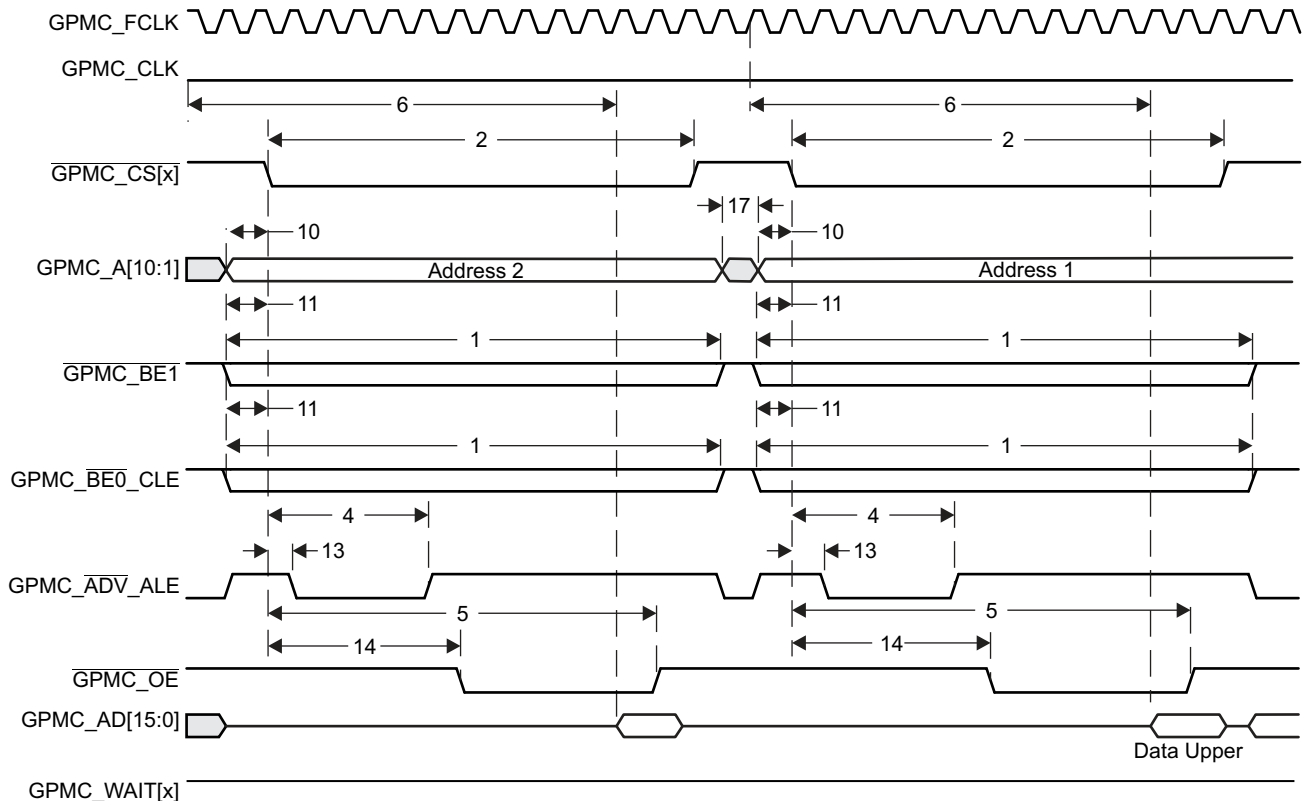 GPMC_FCLK
GPMC_CLK
6 6
2 2
GPMC_CS[x]
17
10 10
GPMC_A[10:1] Address 2 Address 1
11 11
1 1
GPMC_BE1
11 11
1 1
GPMC_BE0_CLE
4 4
13 13
GPMC_ADV_ALE
5 5
14 14
GPMC_OE
GPMC_AD[15:0]
Data Upper
GPMC_WAIT[x]